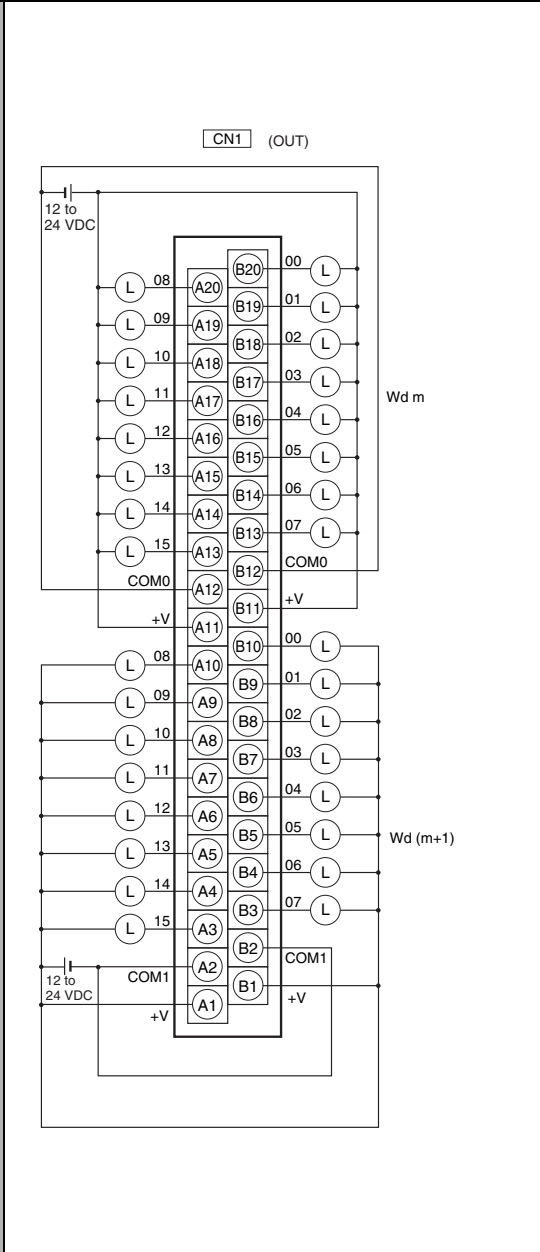 CN1 (OUT)
12 to
24 VDC
00 B20 L
L 08 A20
01 B19 L
L 09 A19
02 B18 L
L 10 A18
03 B17 L
Wd m
L 11 A17
04 B16 L
L 12 A16
05 B15 L
L 13 A15
06 B14 L
L 14 A14
07 B13 L
L 15 A13
B12 COM0
COM0 A12
B11 +V
+V A11
B10 00 L
L 08 A10
B9 01 L
L 09 A9
B8 02 L
L 10 A8
B7 03 L
L 11 A7
B6 04 L
L 12 A6
B5 05 L
Wd (m+1)
L 13 A5
B4 06 L
L 14 A4
B3 07 L
L 15 A3
B2 COM1
COM1 A2
12 to
24 VDC
B1 +V
+V A1